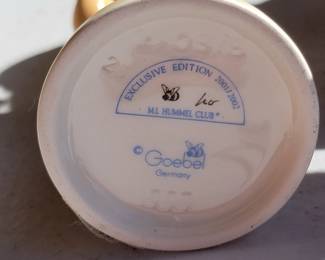 EXCLUSIVE EDITION 2001/2002
M.I. HUMMEL CLUB®
© Goebel
Germany